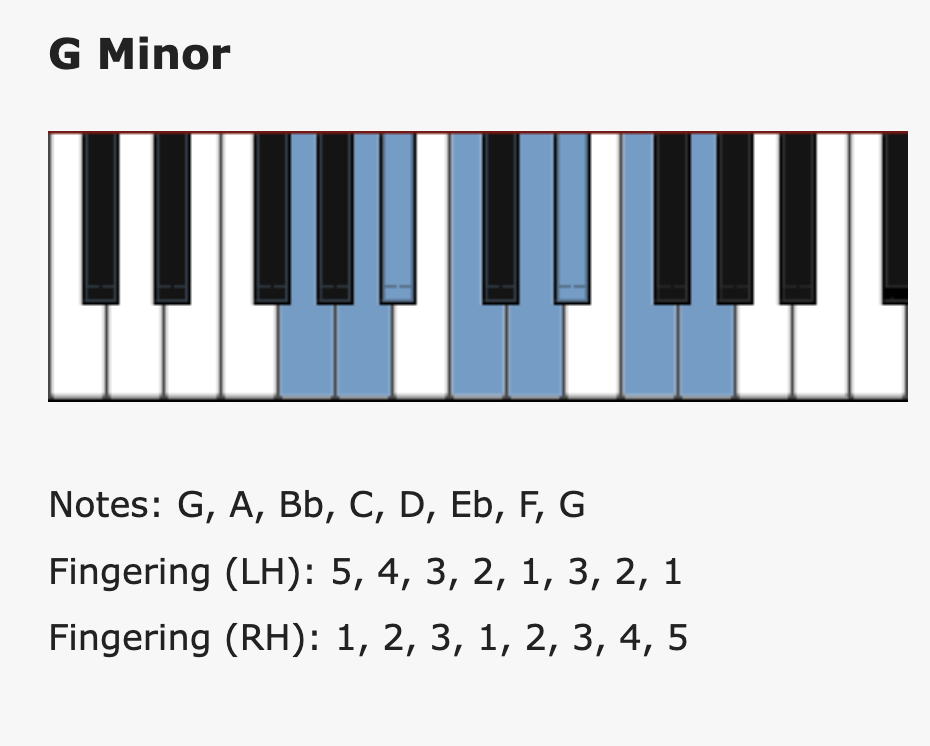 G Minor
Notes: G, A, Bb, C, D, Eb, F, G
Fingering (LH): 5, 4, 3, 2, 1, 3, 2, 1
Fingering (RH): 1, 2, 3, 1, 2, 3, 4, 5